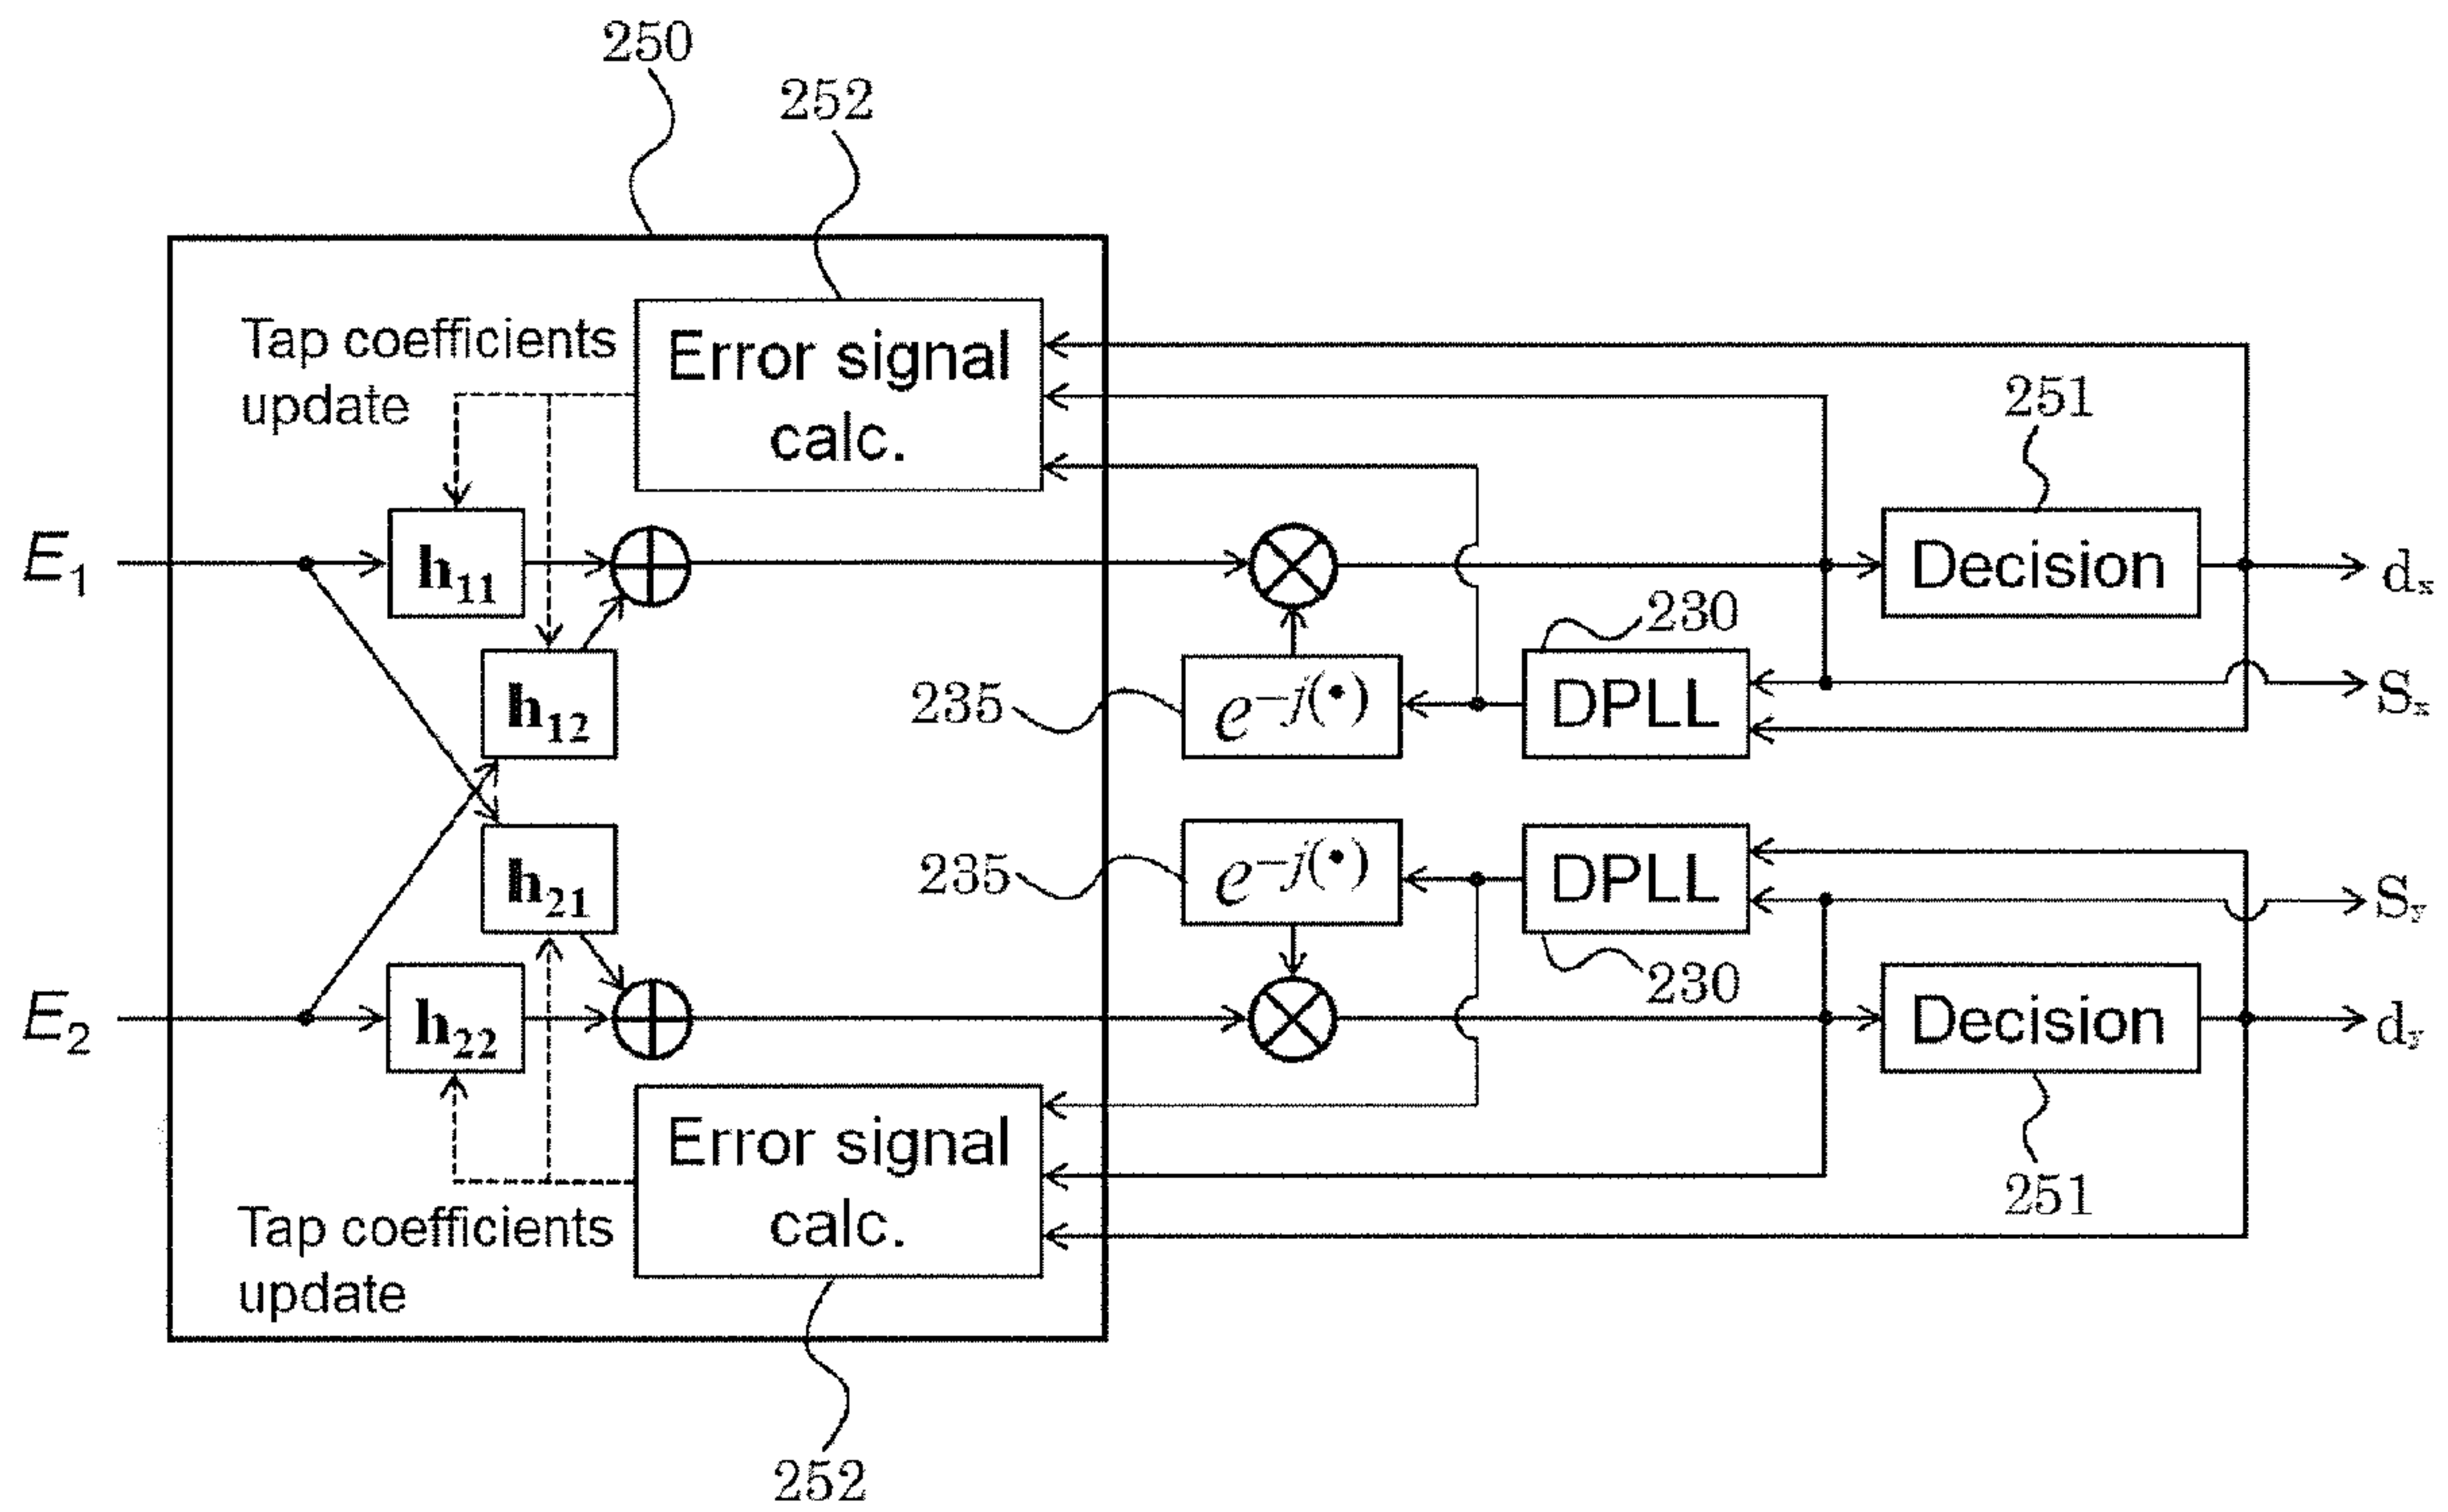 250
252
Tap coefficients
update
Error signal
calc.
251
E1
h11
Decision
dx
230
h12
235
e−j(•)
DPLL
Sx
h21
235
e−j(•)
DPLL
Sy
230
E2
h22
Decision
dy
Error signal
calc.
251
Tap coefficients
update
252